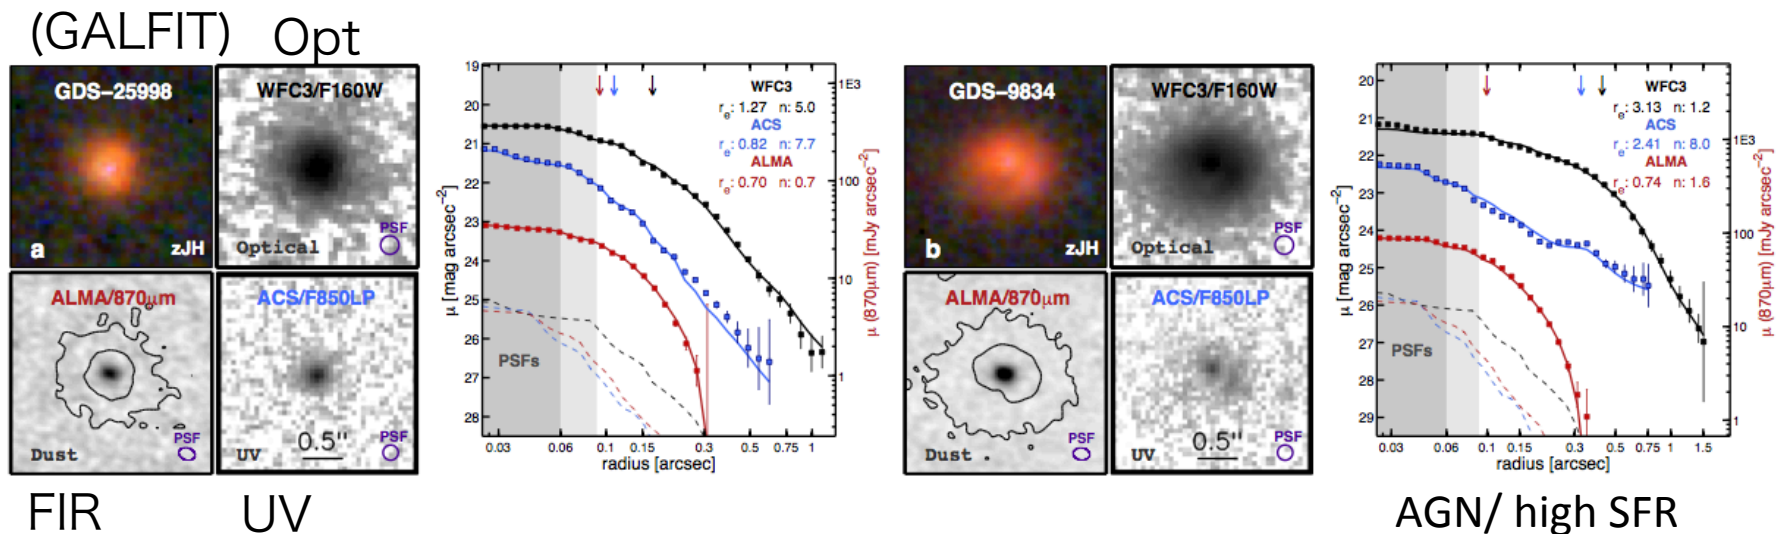 (GALFIT) Opt
GDS-25998
a
zJH
WFC3/F160W
PSF
Optical
ALMA/870μm
Dust
PSF
ACS/F850LP
0.5"
UV
PSF
FIR
UV
μ [mag arcsec⁻²]
19
20
21
22
23
24
25
26
27
28
WFC3
rₑ: 1.27 n: 5.0
ACS
rₑ: 0.82 n: 7.7
ALMA
rₑ: 0.70 n: 0.7
PSFs
1E3
100
10
1
μ (870μm) [mJy arcsec⁻²]
0.03 0.06 0.1 0.15 0.3 0.5 0.75 1
radius [arcsec]
GDS-9834
b
zJH
WFC3/F160W
PSF
Optical
ALMA/870μm
Dust
PSF
ACS/F850LP
0.5"
UV
PSF
μ [mag arcsec⁻²]
20
21
22
23
24
25
26
27
28
29
WFC3
rₑ: 3.13 n: 1.2
ACS
rₑ: 2.41 n: 8.0
ALMA
rₑ: 0.74 n: 1.6
PSFs
1E3
100
10
1
μ (870μm) [mJy arcsec⁻²]
0.03 0.06 0.1 0.15 0.3 0.5 0.75 1 1.5
radius [arcsec]
AGN/ high SFR